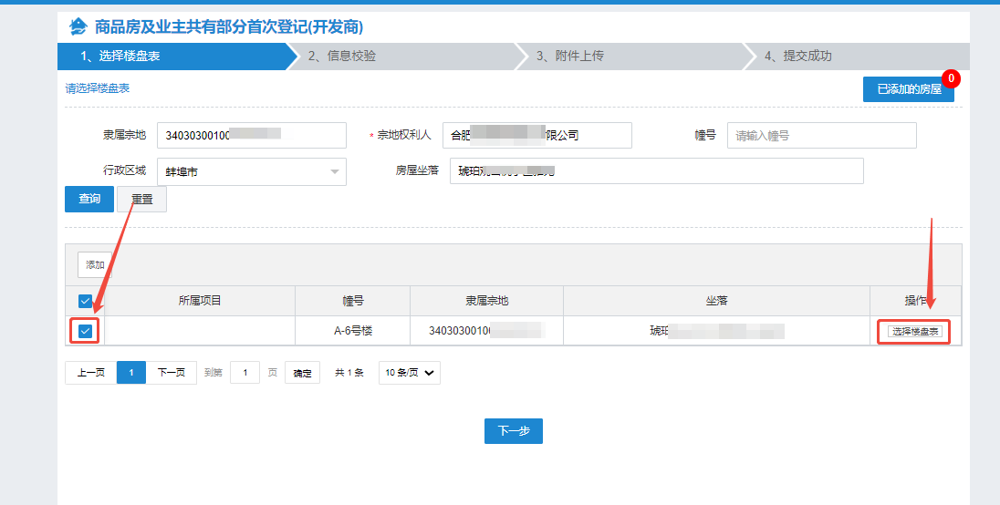 商品房及业主共有部分首次登记(开发商)
1、选择楼盘表 2、信息校验 3、附件上传 4、提交成功
请选择楼盘表 已添加的房屋 0
隶属宗地 34030300100 * 宗地权利人 合肥 限公司 幢号 请输入幢号
行政区域 蚌埠市 房屋坐落 琥珀
查询 重置
添加
所属项目 幢号 隶属宗地 坐落 操作
A-6号楼 34030300100 琥珀 选择楼盘表
上一页 1 下一页 到第 1 页 确定 共 1 条 10 条/页
下一步